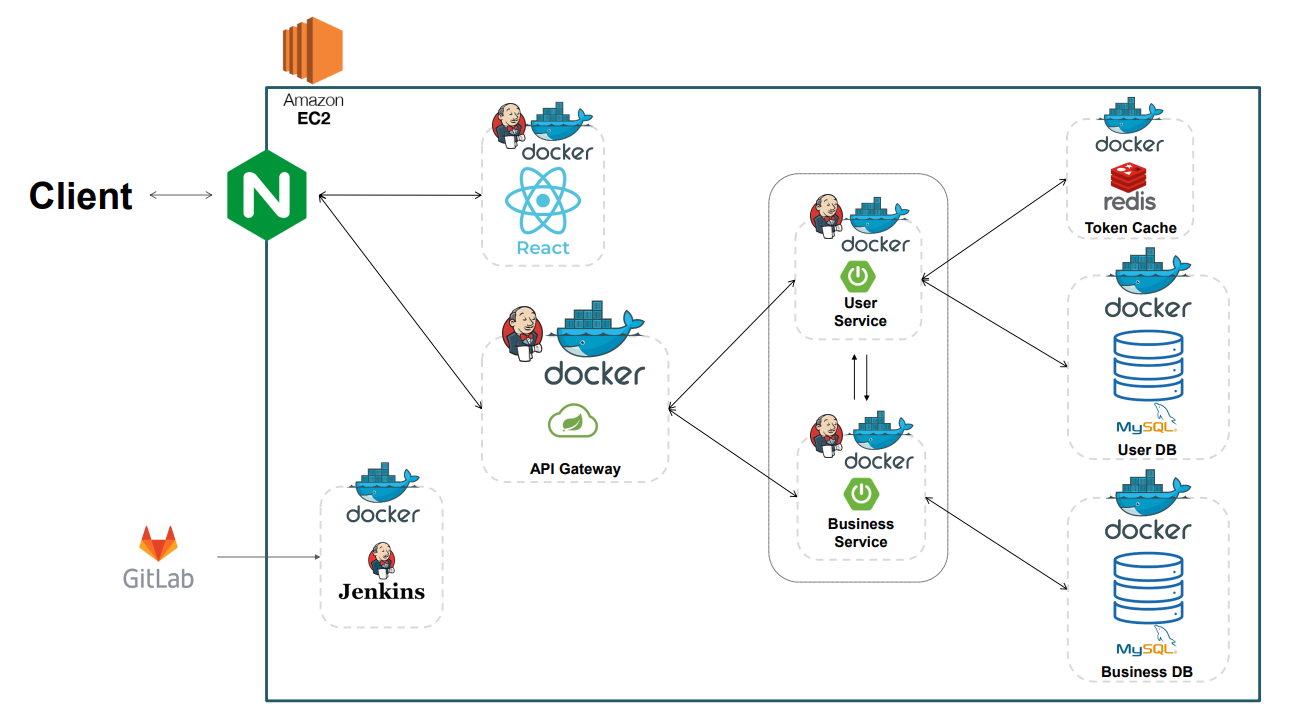 Amazon
EC2
Client
N
docker
React
docker
API Gateway
docker
Jenkins
GitLab
docker
User
Service
docker
Business
Service
docker
redis
Token Cache
docker
MySQL
User DB
docker
MySQL
Business DB